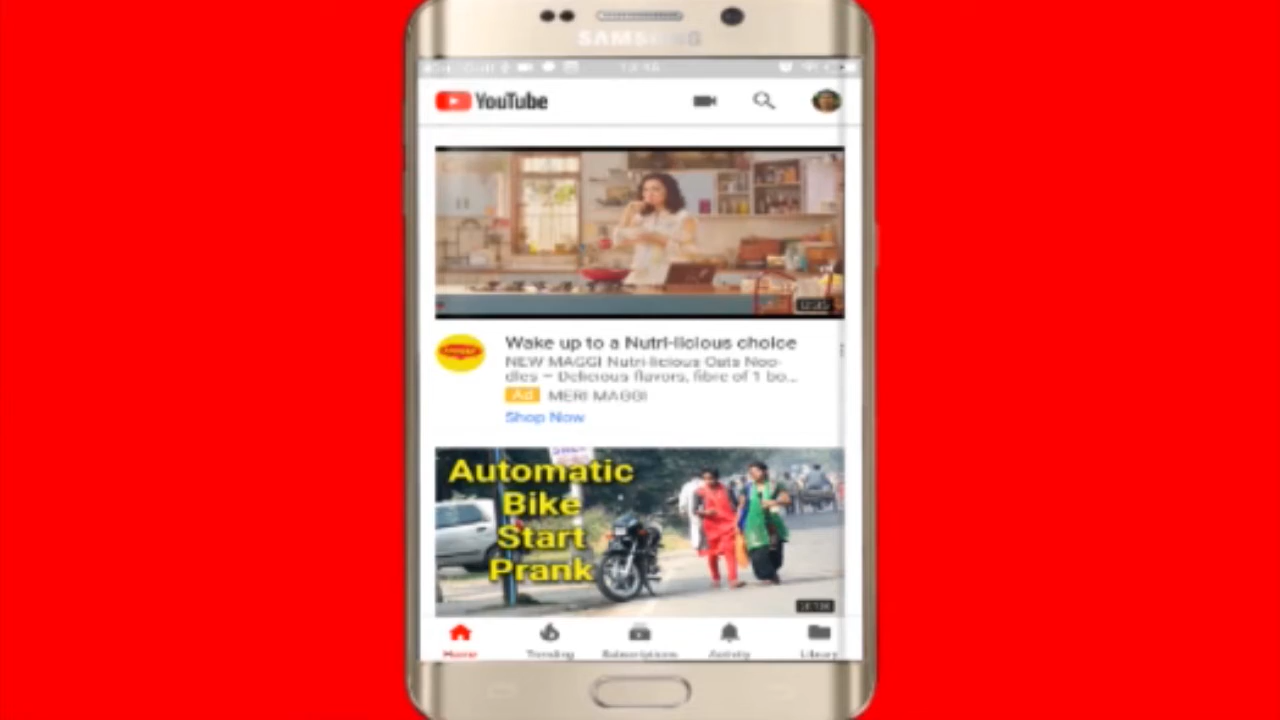 SAMSUNG
YouTube
Wake up to a Nutri-licious choice
NEW MAGGI Nutri-licious Oats Noo-
dles – Delicious flavors, fibre of 1 bo...
Ad MERI MAGGI
Shop Now
Automatic
Bike
Start
Prank
Home Trending Subscriptions Activity Library